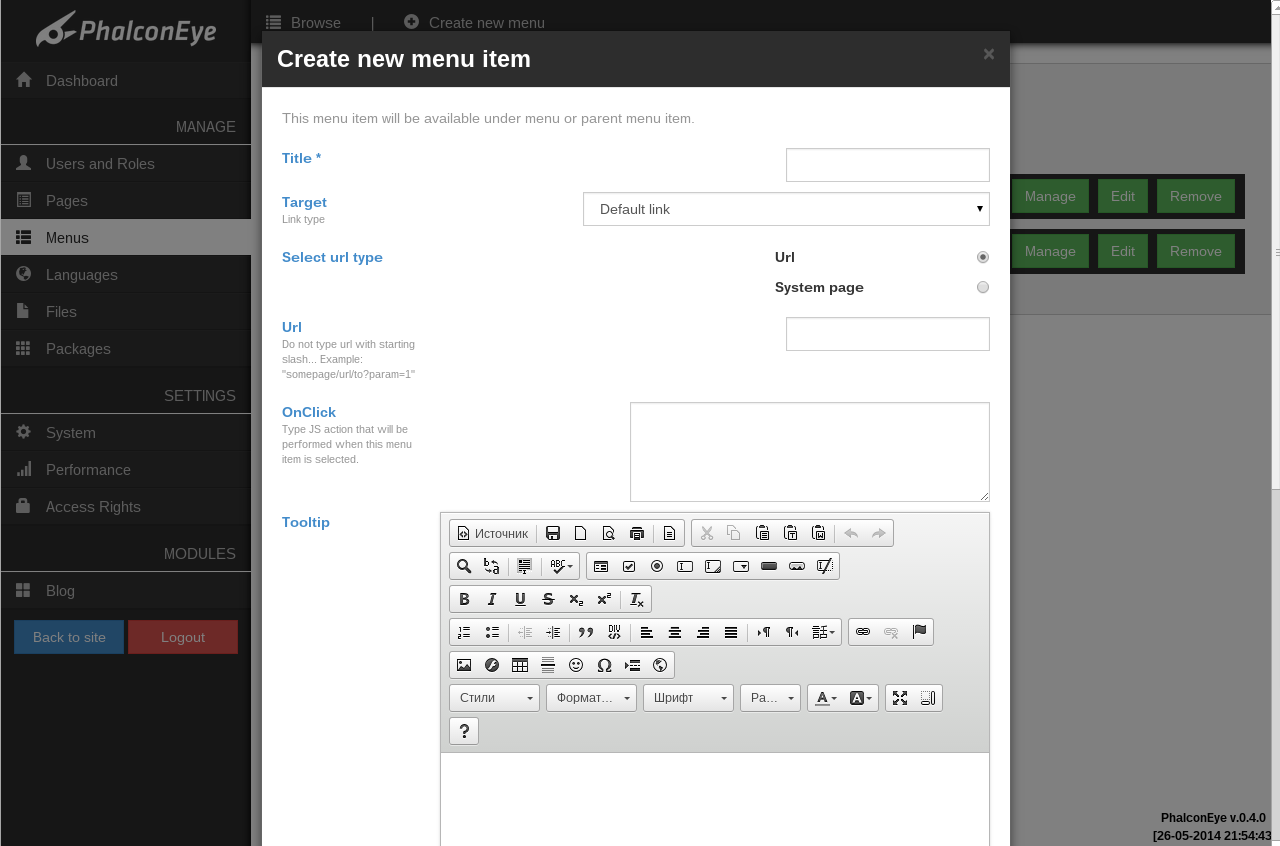 PhalconEye
Browse | Create new menu
Dashboard
MANAGE
Users and Roles
Pages
Menus
Languages
Files
Packages
SETTINGS
System
Performance
Access Rights
MODULES
Blog
Back to site Logout
Create new menu item ×
This menu item will be available under menu or parent menu item.
Title *
Target
Link type
Default link
Select url type
Url
System page
Url
Do not type url with starting
slash... Example:
"somepage/url/to?param=1"
OnClick
Type JS action that will be
performed when this menu
item is selected.
Tooltip
Источник
Стили Формат… Шрифт Ра…
Manage Edit Remove
Manage Edit Remove
PhalconEye v.0.4.0
[26-05-2014 21:54:43